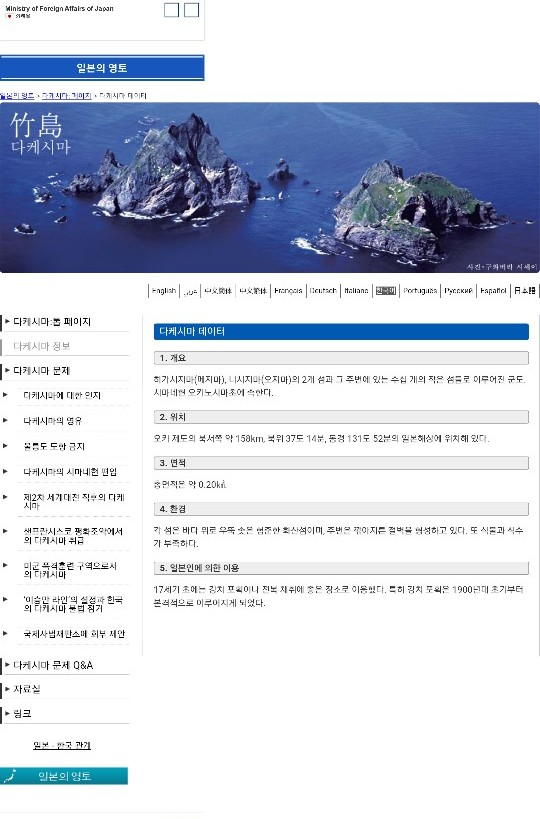 Ministry of Foreign Affairs of Japan
외무성
일본의 영토
일본의 영토 > 다케시마: 톱 페이지 > 다케시마 데이터
竹島
다케시마
사진・구와바라 시세이
English
عربي
中文簡体
中文繁体
Français
Deutsch
Italiano
한국어
Português
Русский
Español
日本語
다케시마:톱 페이지
다케시마 정보
다케시마 문제
다케시마에 대한 인지
다케시마의 영유
울릉도 도항 금지
다케시마의 시마네현 편입
제2차 세계대전 직후의 다케
시마
샌프란시스코 평화조약에서
의 다케시마 취급
미군 폭격훈련 구역으로서
의 다케시마
‘이승만 라인’의 설정과 한국
의 다케시마 불법 점거
국제사법재판소에 회부 제안
다케시마 문제 Q&A
자료실
링크
일본 - 한국 관계
일본의 영토
다케시마 데이터
1. 개요
히가시지마(메지마), 니시지마(오지마)의 2개 섬과 그 주변에 있는 수십 개의 작은 섬들로 이루어진 군도.
시마네현 오키노시마초에 속한다.
2. 위치
오키 제도의 북서쪽 약 158km, 북위 37도 14분, 동경 131도 52분의 일본해상에 위치해 있다.
3. 면적
총면적은 약 0.20㎢.
4. 환경
각 섬은 바다 위로 우뚝 솟은 험준한 화산섬이며, 주변은 깎아지른 절벽을 형성하고 있다. 또 식물과 식수
가 부족하다.
5. 일본인에 의한 이용
17세기 초에는 강치 포획이나 전복 채취에 좋은 장소로 이용했다. 특히 강치 포획은 1900년대 초기부터
본격적으로 이루어지게 되었다.